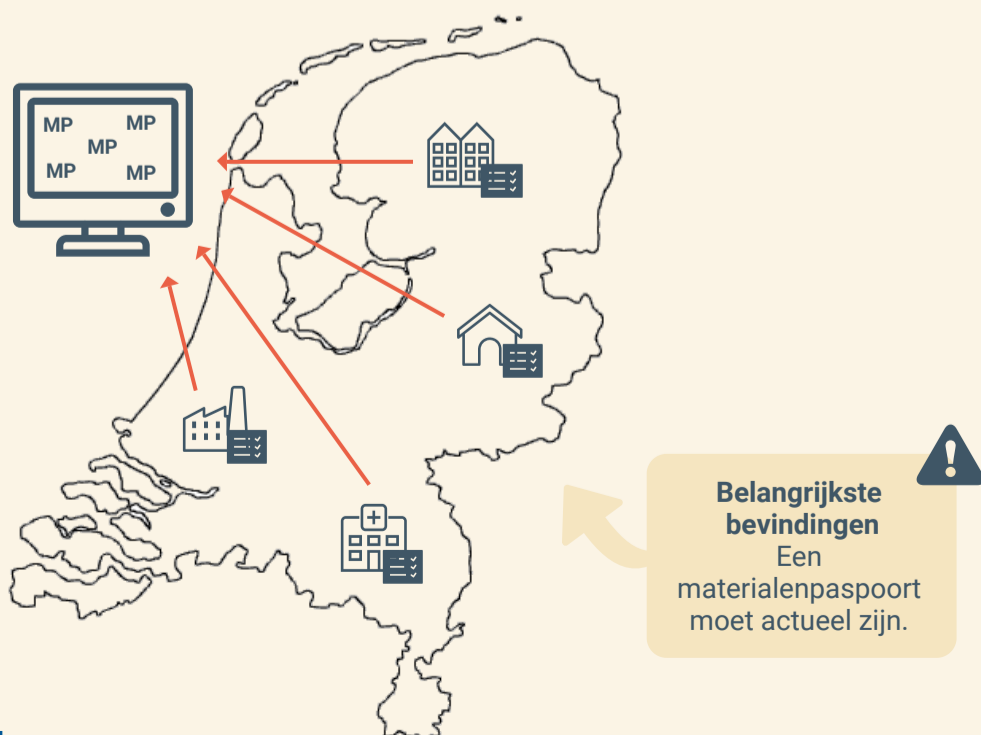 MP MP
MP
MP MP
Belangrijkste
bevindingen
Een
materialenpaspoort
moet actueel zijn.